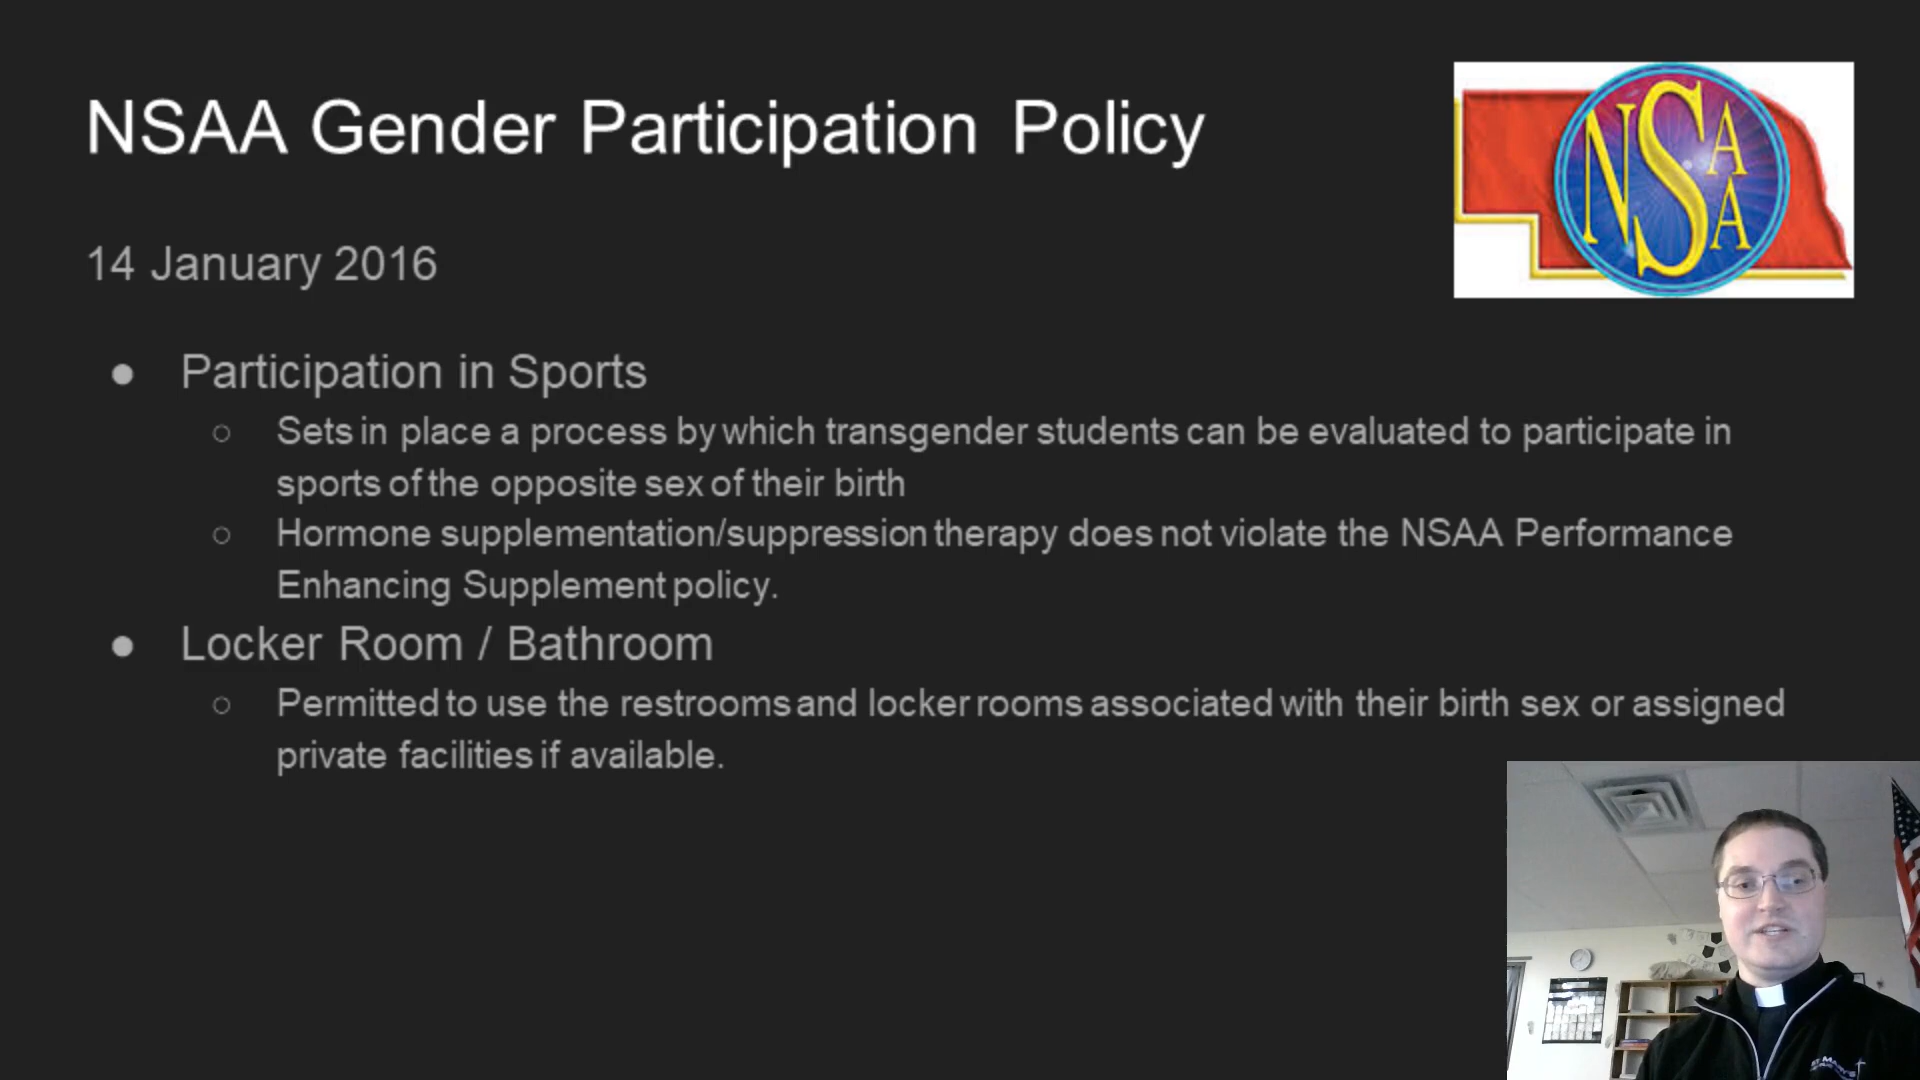 NSAA Gender Participation Policy
NSAA
14 January 2016
● Participation in Sports
○ Sets in place a process by which transgender students can be evaluated to participate in
sports of the opposite sex of their birth
○ Hormone supplementation/suppression therapy does not violate the NSAA Performance
Enhancing Supplement policy.
● Locker Room / Bathroom
○ Permitted to use the restrooms and locker rooms associated with their birth sex or assigned
private facilities if available.